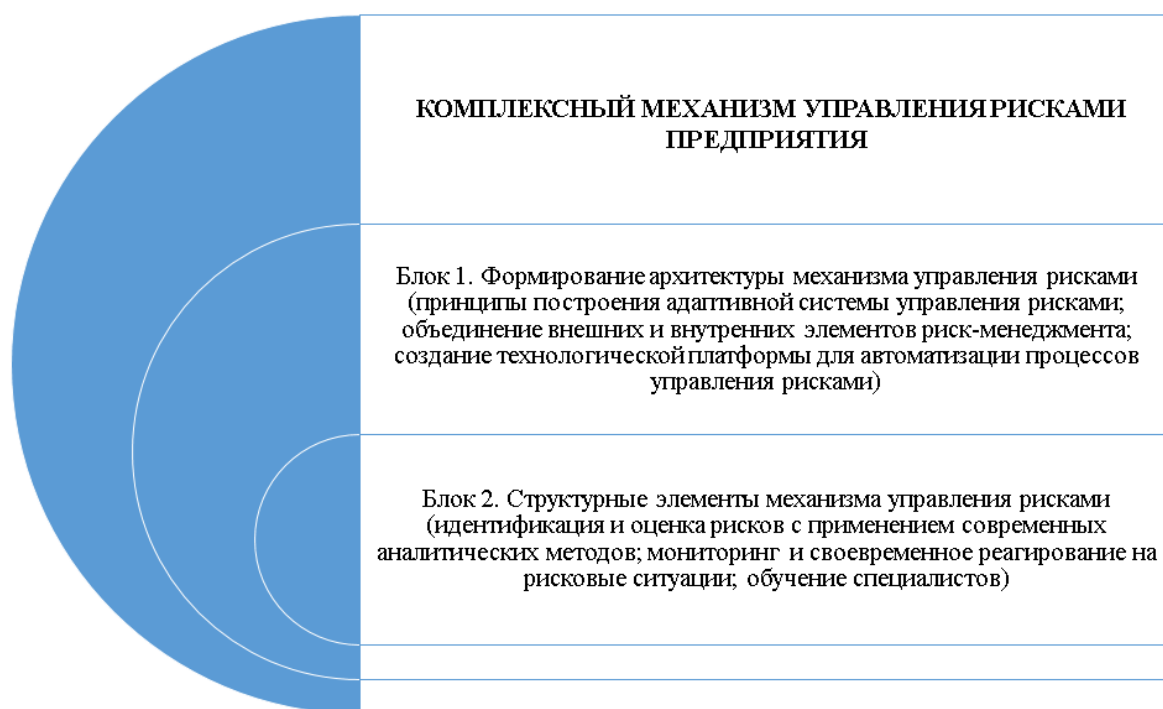 КОМПЛЕКСНЫЙ МЕХАНИЗМ УПРАВЛЕНИЯ РИСКАМИ
ПРЕДПРИЯТИЯ
Блок 1. Формирование архитектуры механизма управления рисками
(принципы построения адаптивной системы управления рисками;
объединение внешних и внутренних элементов риск-менеджмента;
создание технологической платформы для автоматизации процессов
управления рисками)
Блок 2. Структурные элементы механизма управления рисками
(идентификация и оценка рисков с применением современных
аналитических методов; мониторинг и своевременное реагирование на
рисковые ситуации; обучение специалистов)